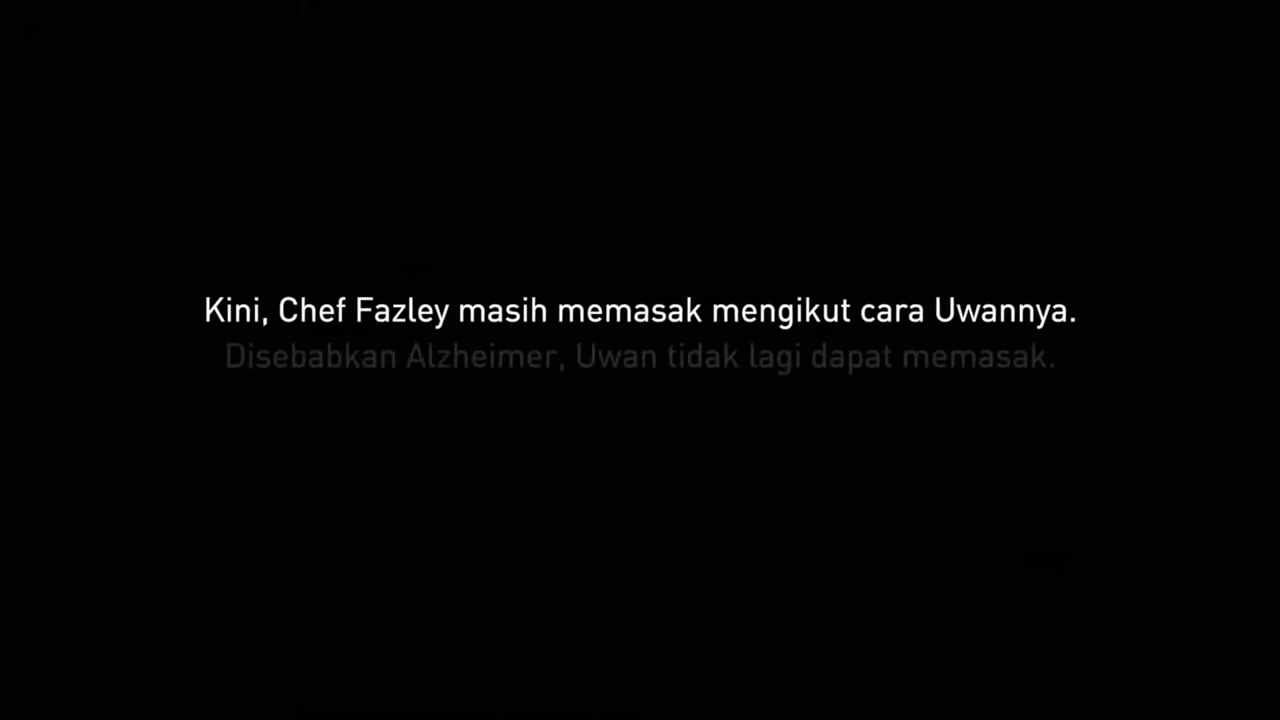 Kini, Chef Fazley masih memasak mengikut cara Uwannya.
Disebabkan Alzheimer, Uwan tidak lagi dapat memasak.